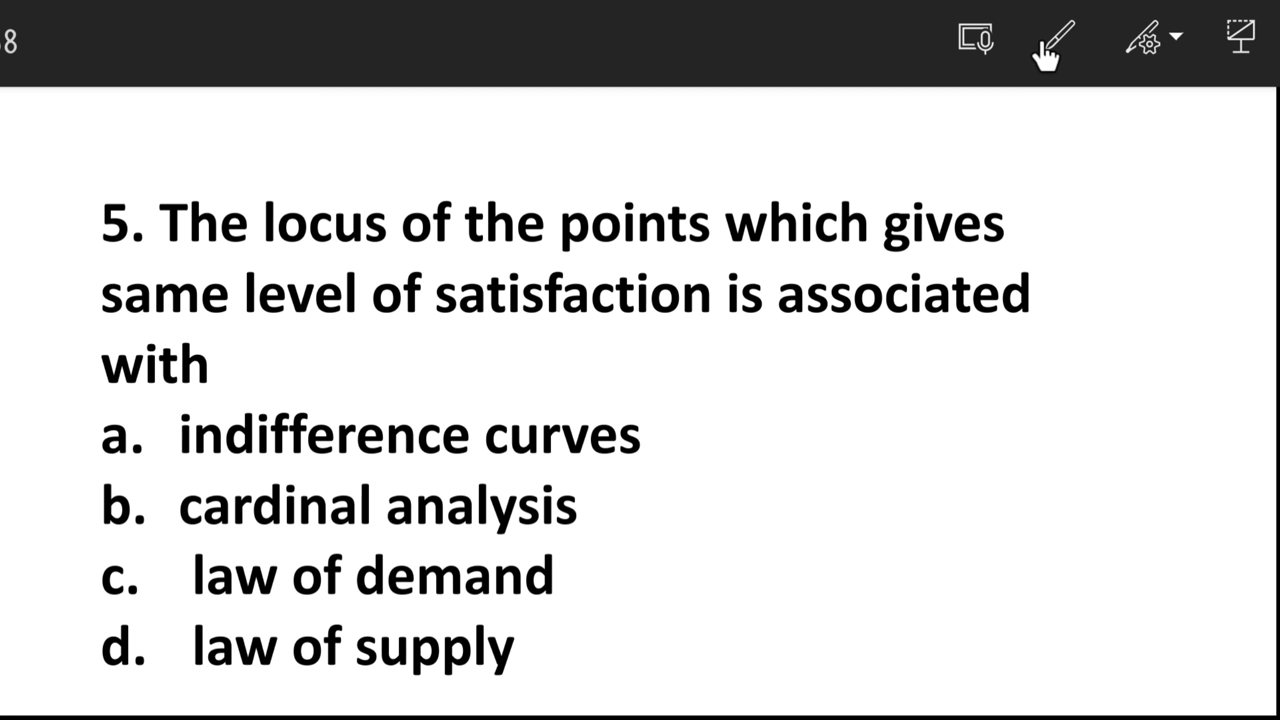 5. The locus of the points which gives
same level of satisfaction is associated
with
a. indifference curves
b. cardinal analysis
c. law of demand
d. law of supply